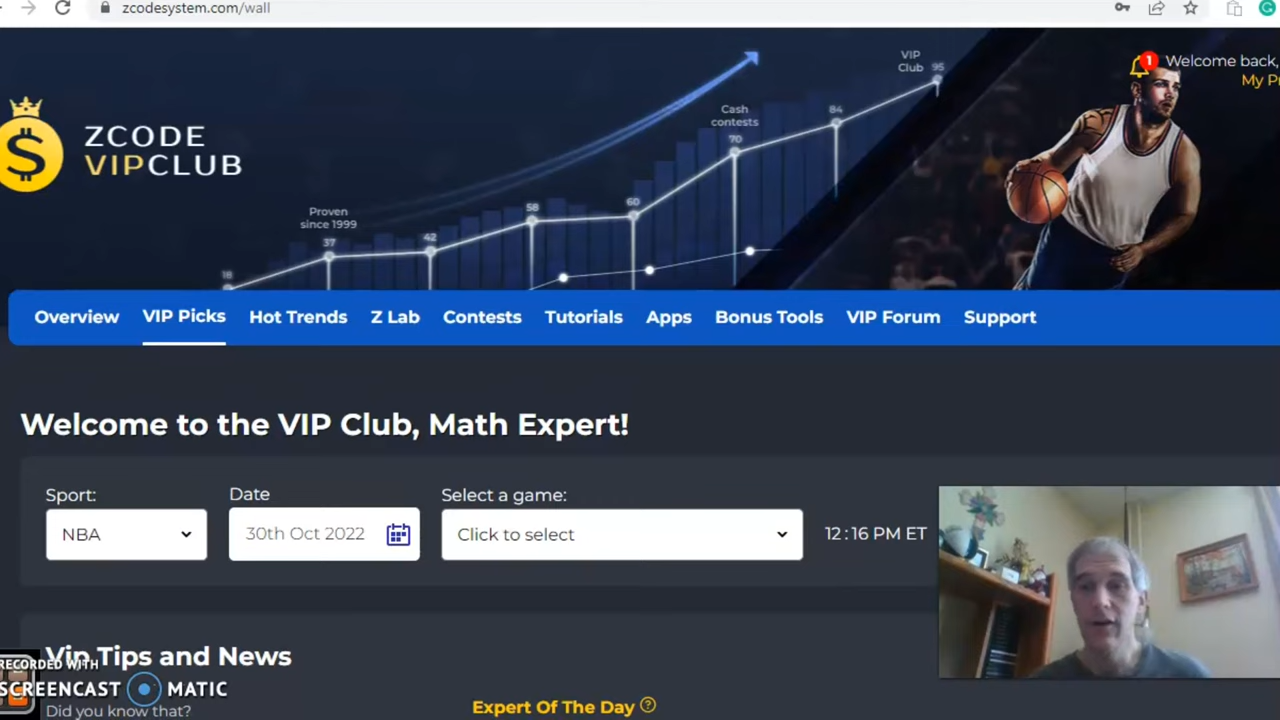 zcodesystem.com/wall
VIP
Club 95
1
Welcome back,
My Pr
Cash
contests
84
70
ZCODE
VIPCLUB
$
Proven
since 1999
58
60
37
42
16
Overview VIP Picks Hot Trends Z Lab Contests Tutorials Apps Bonus Tools VIP Forum Support
Welcome to the VIP Club, Math Expert!
Sport: Date Select a game:
NBA 30th Oct 2022 Click to select 12:16 PM ET
Vip Tips and News
RECORDED WITH
SCREENCAST MATIC
Did you know that?
Expert Of The Day ?